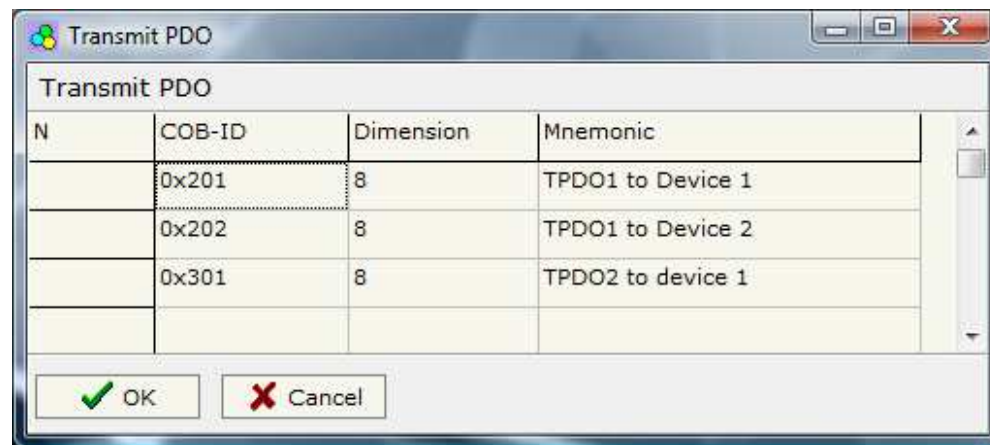 Transmit PDO
Transmit PDO
N COB-ID Dimension Mnemonic
0x201 8 TPDO1 to Device 1
0x202 8 TPDO1 to Device 2
0x301 8 TPDO2 to device 1
OK Cancel